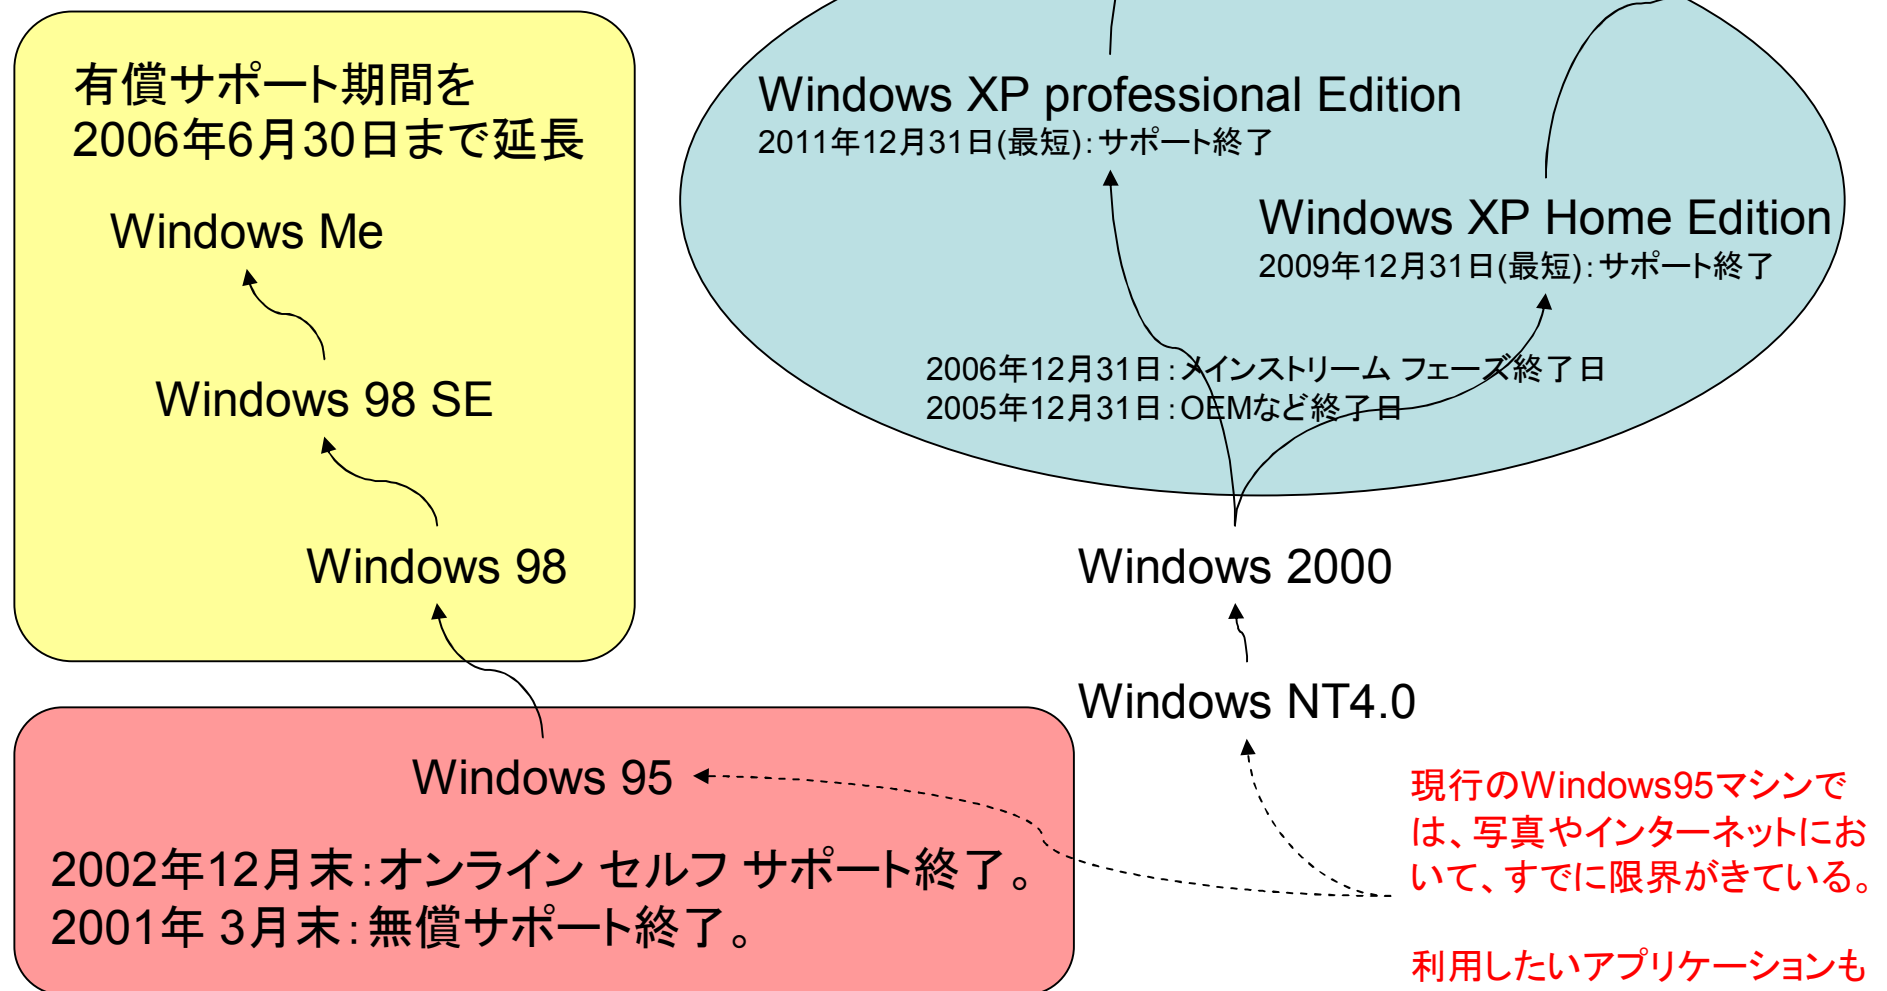 有償サポート期間を
2006年6月30日まで延長
Windows Me
Windows 98 SE
Windows 98
Windows XP professional Edition
2011年12月31日(最短):サポート終了
Windows XP Home Edition
2009年12月31日(最短):サポート終了
2006年12月31日:メインストリーム フェーズ終了日
2005年12月31日:OEMなど終了日
Windows 2000
Windows NT4.0
Windows 95
2002年12月末:オンライン セルフ サポート終了。
2001年 3月末:無償サポート終了。
現行のWindows95マシンで
は、写真やインターネットにお
いて、すでに限界がきている。
利用したいアプリケーションも